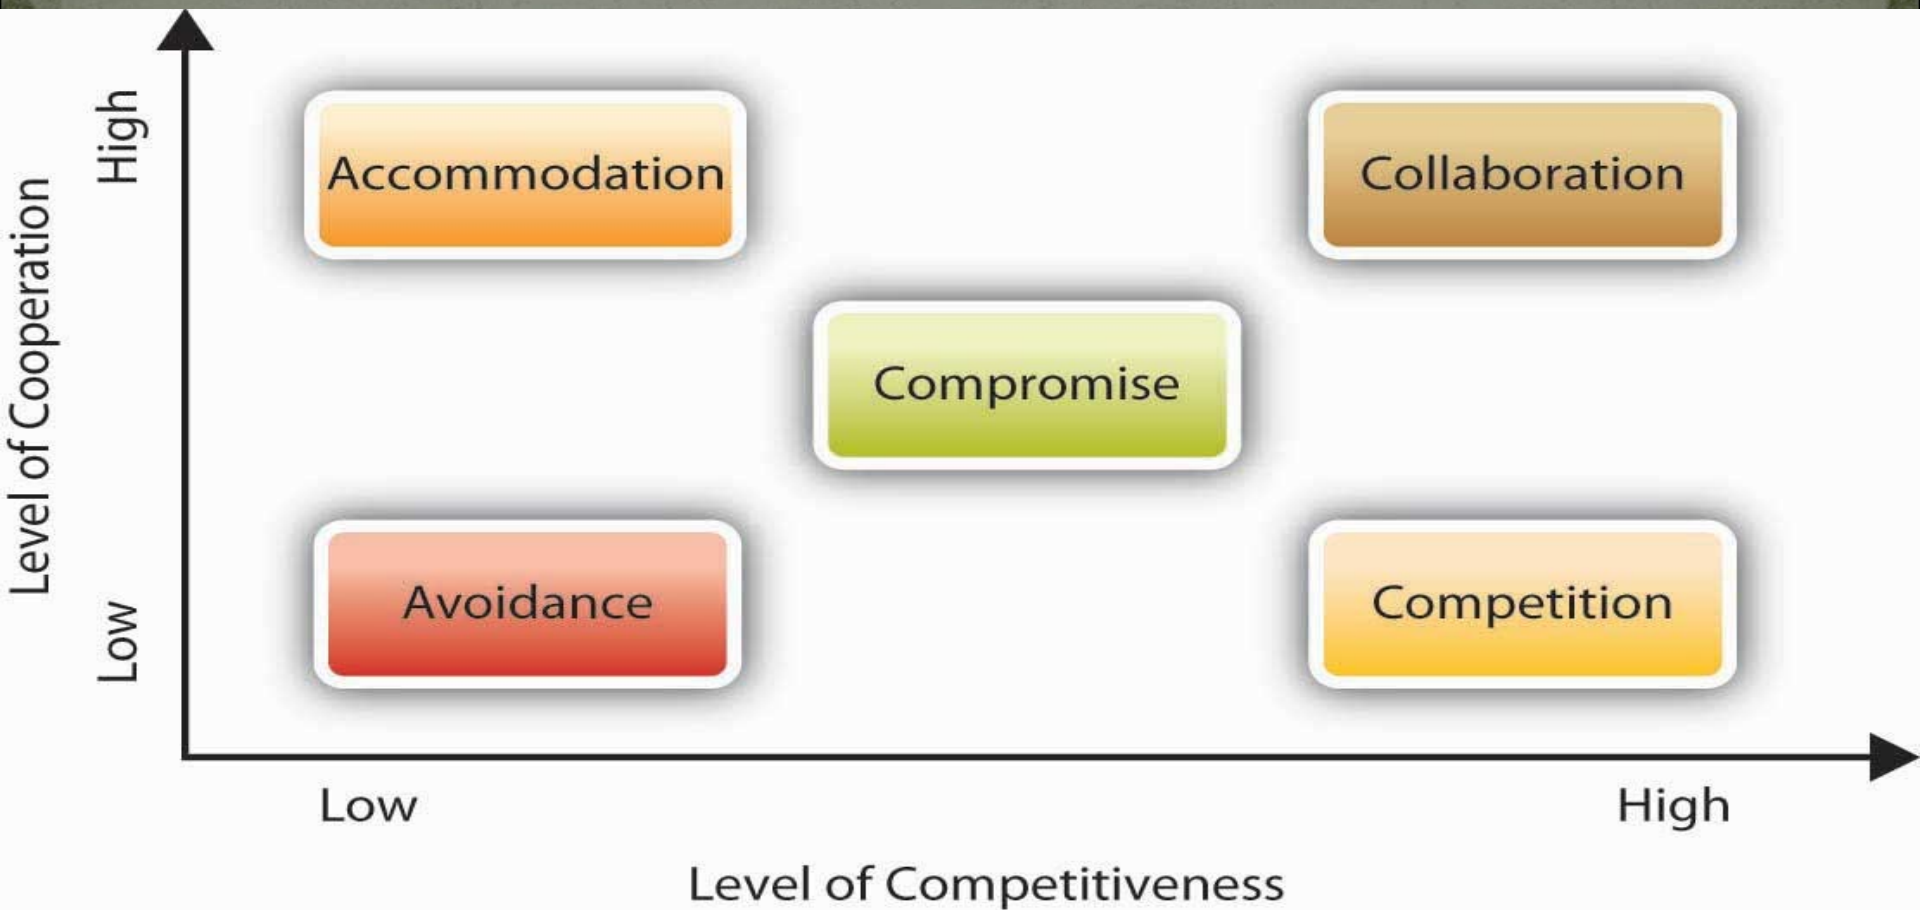 High
Accommodation
Collaboration
Level of Cooperation
Compromise
Avoidance
Competition
Low
Low
High
Level of Competitiveness